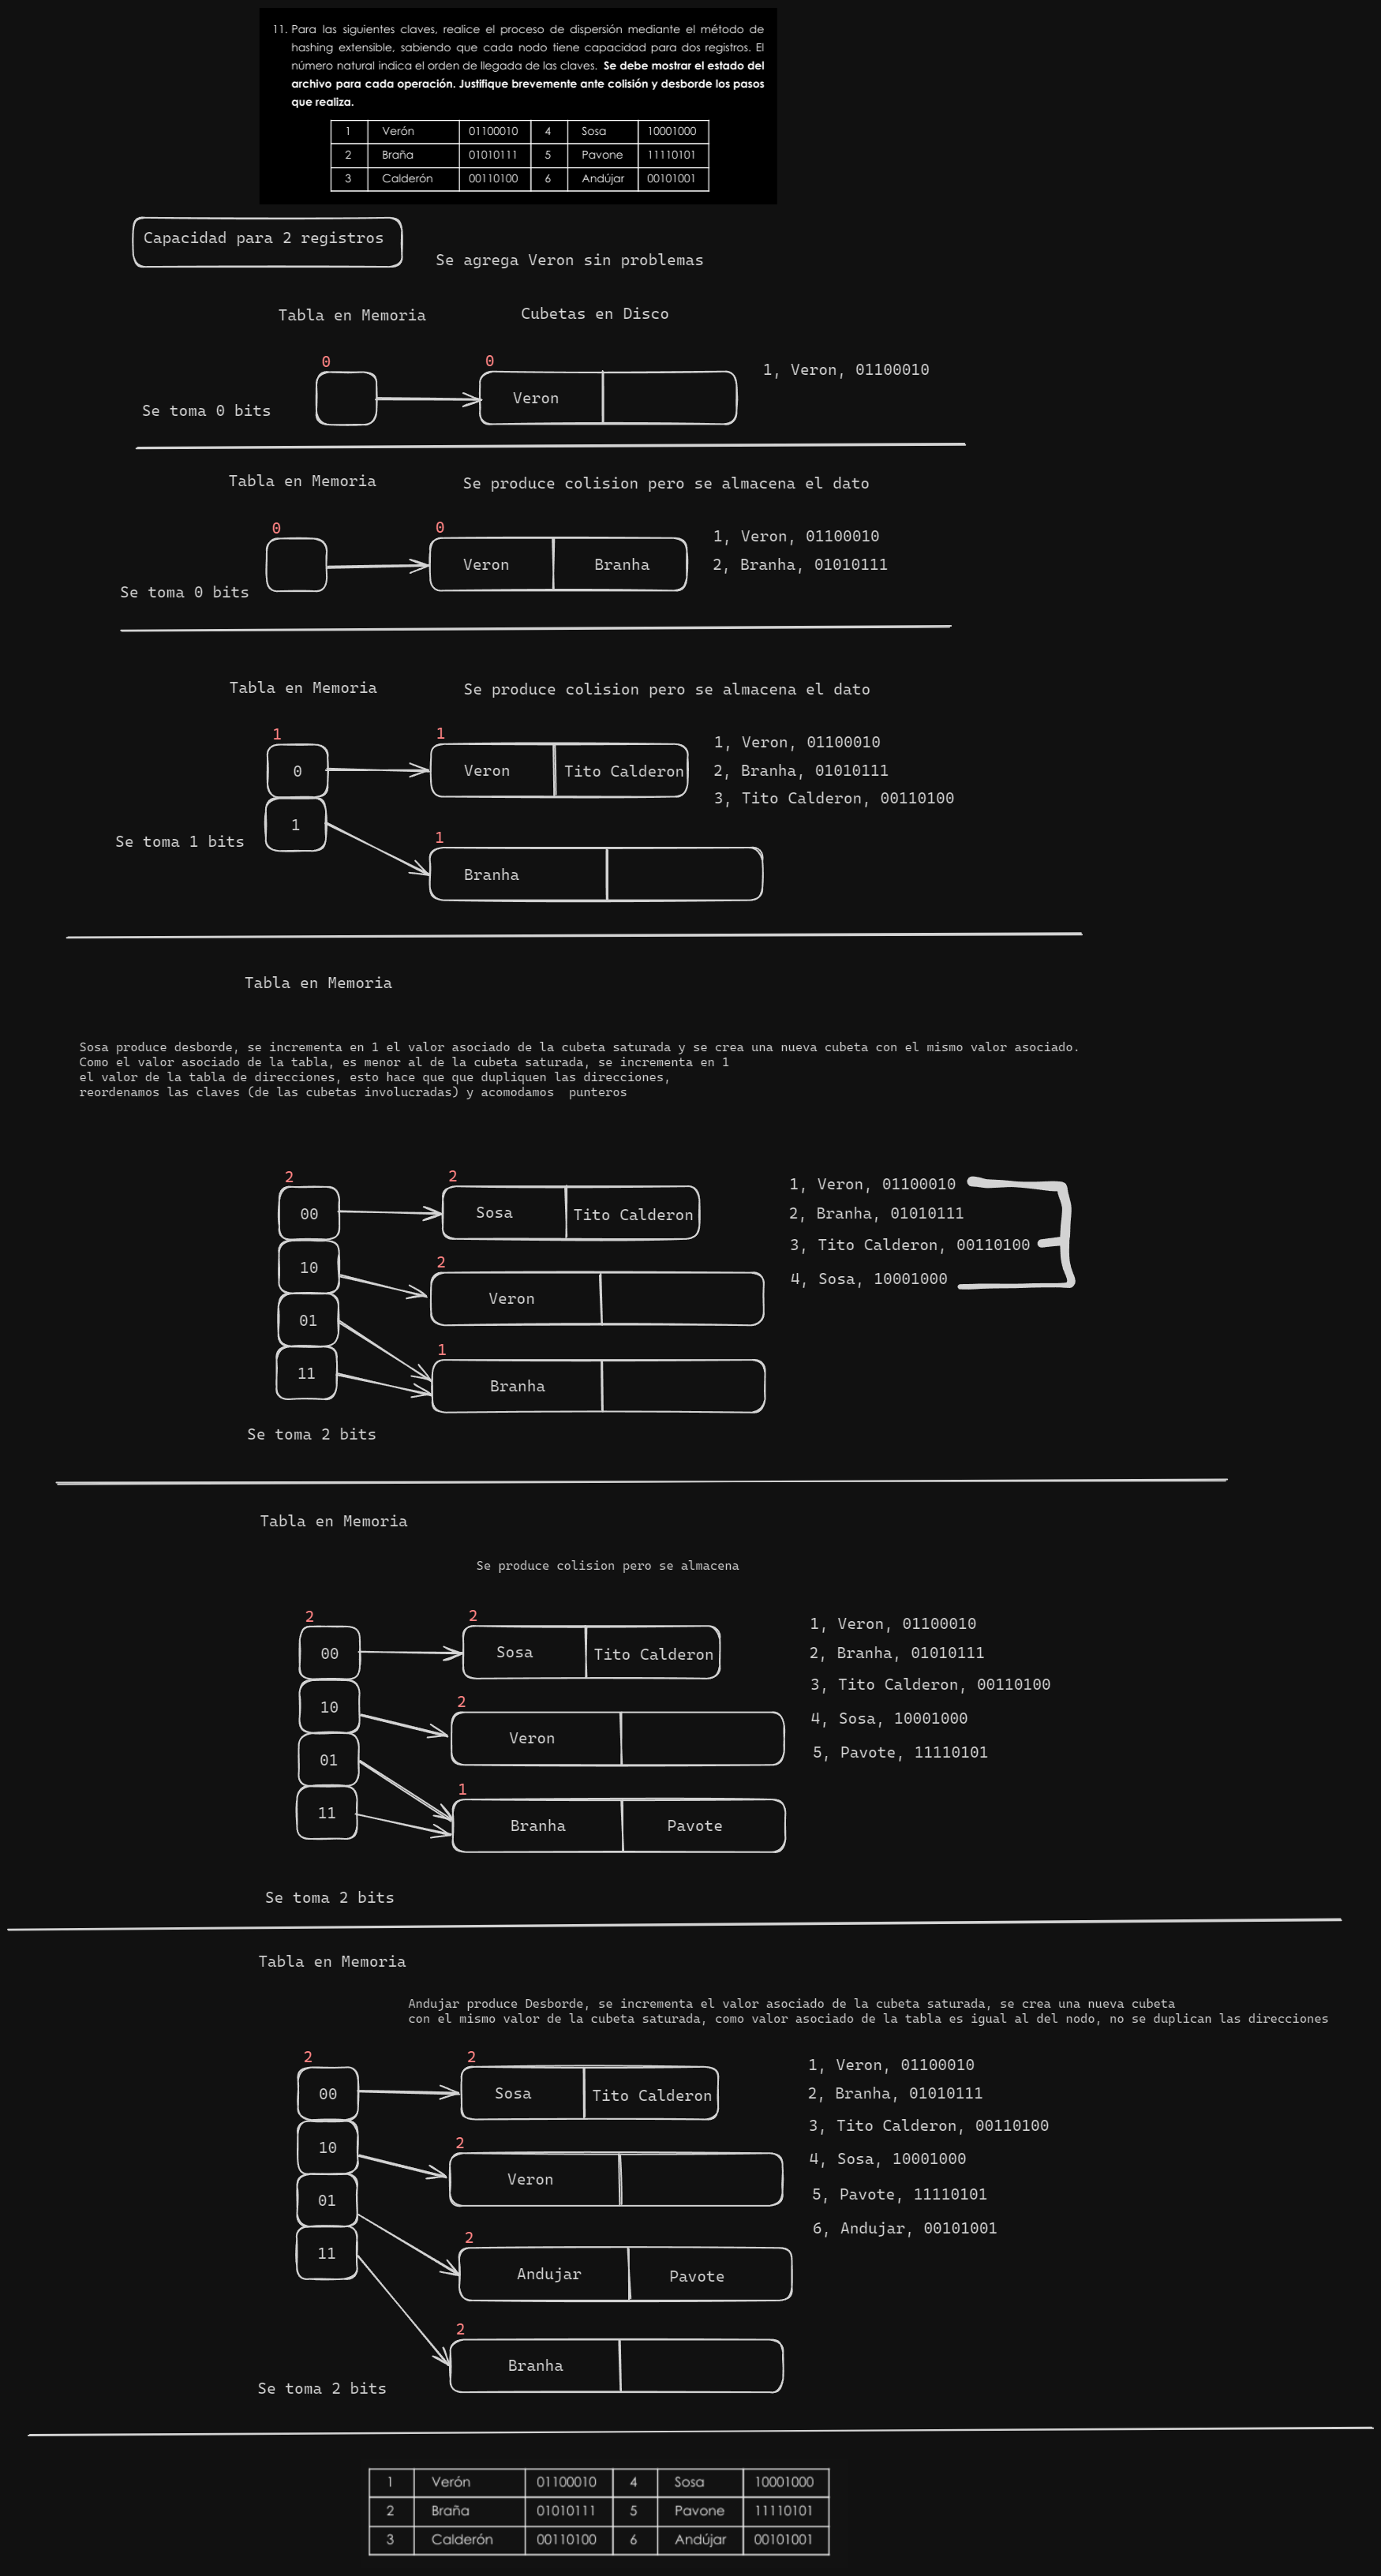 11. Para las siguientes claves, realice el proceso de dispersión mediante el método de
hashing extensible, sabiendo que cada nodo tiene capacidad para dos registros. El
número natural indica el orden de llegada de las claves. Se debe mostrar el estado del
archivo para cada operación. Justifique brevemente ante colisión y desborde los pasos
que realiza.
1 Verón 01100010 4 Sosa 10001000
2 Braña 01010111 5 Pavone 11110101
3 Calderón 00110100 6 Andújar 00101001
Capacidad para 2 registros
Se agrega Veron sin problemas
Tabla en Memoria Cubetas en Disco
0 0
1, Veron, 01100010
Veron
Se toma 0 bits
Tabla en Memoria Se produce colision pero se almacena el dato
0 0
1, Veron, 01100010
Veron Branha 2, Branha, 01010111
Se toma 0 bits
Tabla en Memoria Se produce colision pero se almacena el dato
1 1
1, Veron, 01100010
0 Veron Tito Calderon 2, Branha, 01010111
3, Tito Calderon, 00110100
1
1
Se toma 1 bits
Branha
Tabla en Memoria
Sosa produce desborde, se incrementa en 1 el valor asociado de la cubeta saturada y se crea una nueva cubeta con el mismo valor asociado.
Como el valor asociado de la tabla, es menor al de la cubeta saturada, se incrementa en 1
el valor de la tabla de direcciones, esto hace que que dupliquen las direcciones,
reordenamos las claves (de las cubetas involucradas) y acomodamos punteros
2 2
1, Veron, 01100010
00 Sosa Tito Calderon 2, Branha, 01010111
3, Tito Calderon, 00110100
2
10 Veron 4, Sosa, 10001000
01
1
11 Branha
Se toma 2 bits
Tabla en Memoria
Se produce colision pero se almacena
2 2
1, Veron, 01100010
00 Sosa Tito Calderon 2, Branha, 01010111
3, Tito Calderon, 00110100
2
10 Veron 4, Sosa, 10001000
01 5, Pavote, 11110101
1
11 Branha Pavote
Se toma 2 bits
Tabla en Memoria
Andujar produce Desborde, se incrementa el valor asociado de la cubeta saturada, se crea una nueva cubeta
con el mismo valor de la cubeta saturada, como valor asociado de la tabla es igual al del nodo, no se duplican las direcciones
2 2
1, Veron, 01100010
00 Sosa Tito Calderon 2, Branha, 01010111
3, Tito Calderon, 00110100
2
10 Veron 4, Sosa, 10001000
01 5, Pavote, 11110101
2 6, Andujar, 00101001
11
Andujar Pavote
2
Branha
Se toma 2 bits
1 Verón 01100010 4 Sosa 10001000
2 Braña 01010111 5 Pavone 11110101
3 Calderón 00110100 6 Andújar 00101001